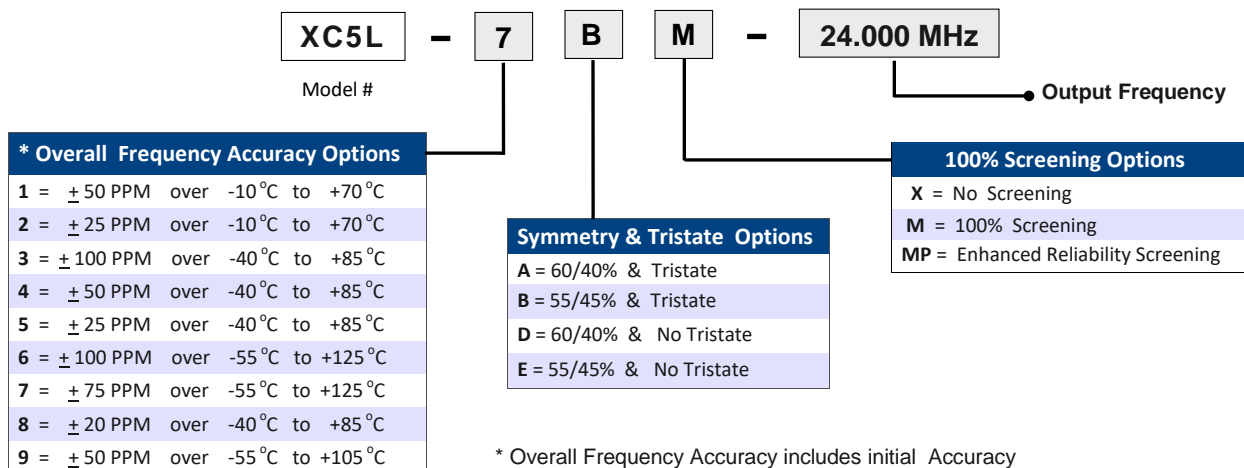 XC5L – 7 B M – 24.000 MHz
Model #
Output Frequency
* Overall Frequency Accuracy Options
1 = ± 50 PPM over -10 °C to +70 °C
2 = ± 25 PPM over -10 °C to +70 °C
3 = ± 100 PPM over -40 °C to +85 °C
4 = ± 50 PPM over -40 °C to +85 °C
5 = ± 25 PPM over -40 °C to +85 °C
6 = ± 100 PPM over -55 °C to +125 °C
7 = ± 75 PPM over -55 °C to +125 °C
8 = ± 20 PPM over -40 °C to +85 °C
9 = ± 50 PPM over -55 °C to +105 °C
Symmetry & Tristate Options
A = 60/40% & Tristate
B = 55/45% & Tristate
D = 60/40% & No Tristate
E = 55/45% & No Tristate
100% Screening Options
X = No Screening
M = 100% Screening
MP = Enhanced Reliability Screening
* Overall Frequency Accuracy includes initial Accuracy